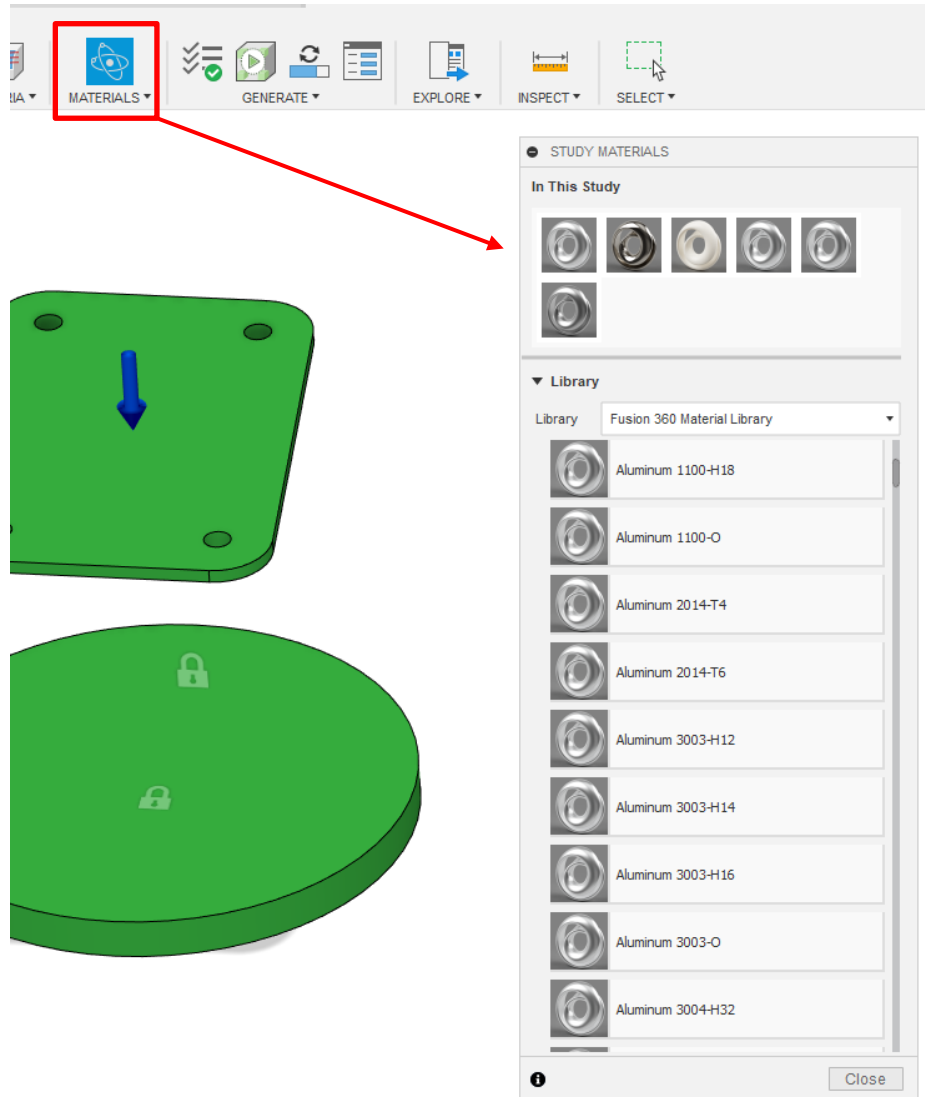 RIA ▾ MATERIALS ▾ GENERATE ▾ EXPLORE ▾ INSPECT ▾ SELECT ▾
STUDY MATERIALS
In This Study
▼ Library
Library Fusion 360 Material Library
Aluminum 1100-H18
Aluminum 1100-O
Aluminum 2014-T4
Aluminum 2014-T6
Aluminum 3003-H12
Aluminum 3003-H14
Aluminum 3003-H16
Aluminum 3003-O
Aluminum 3004-H32
Close